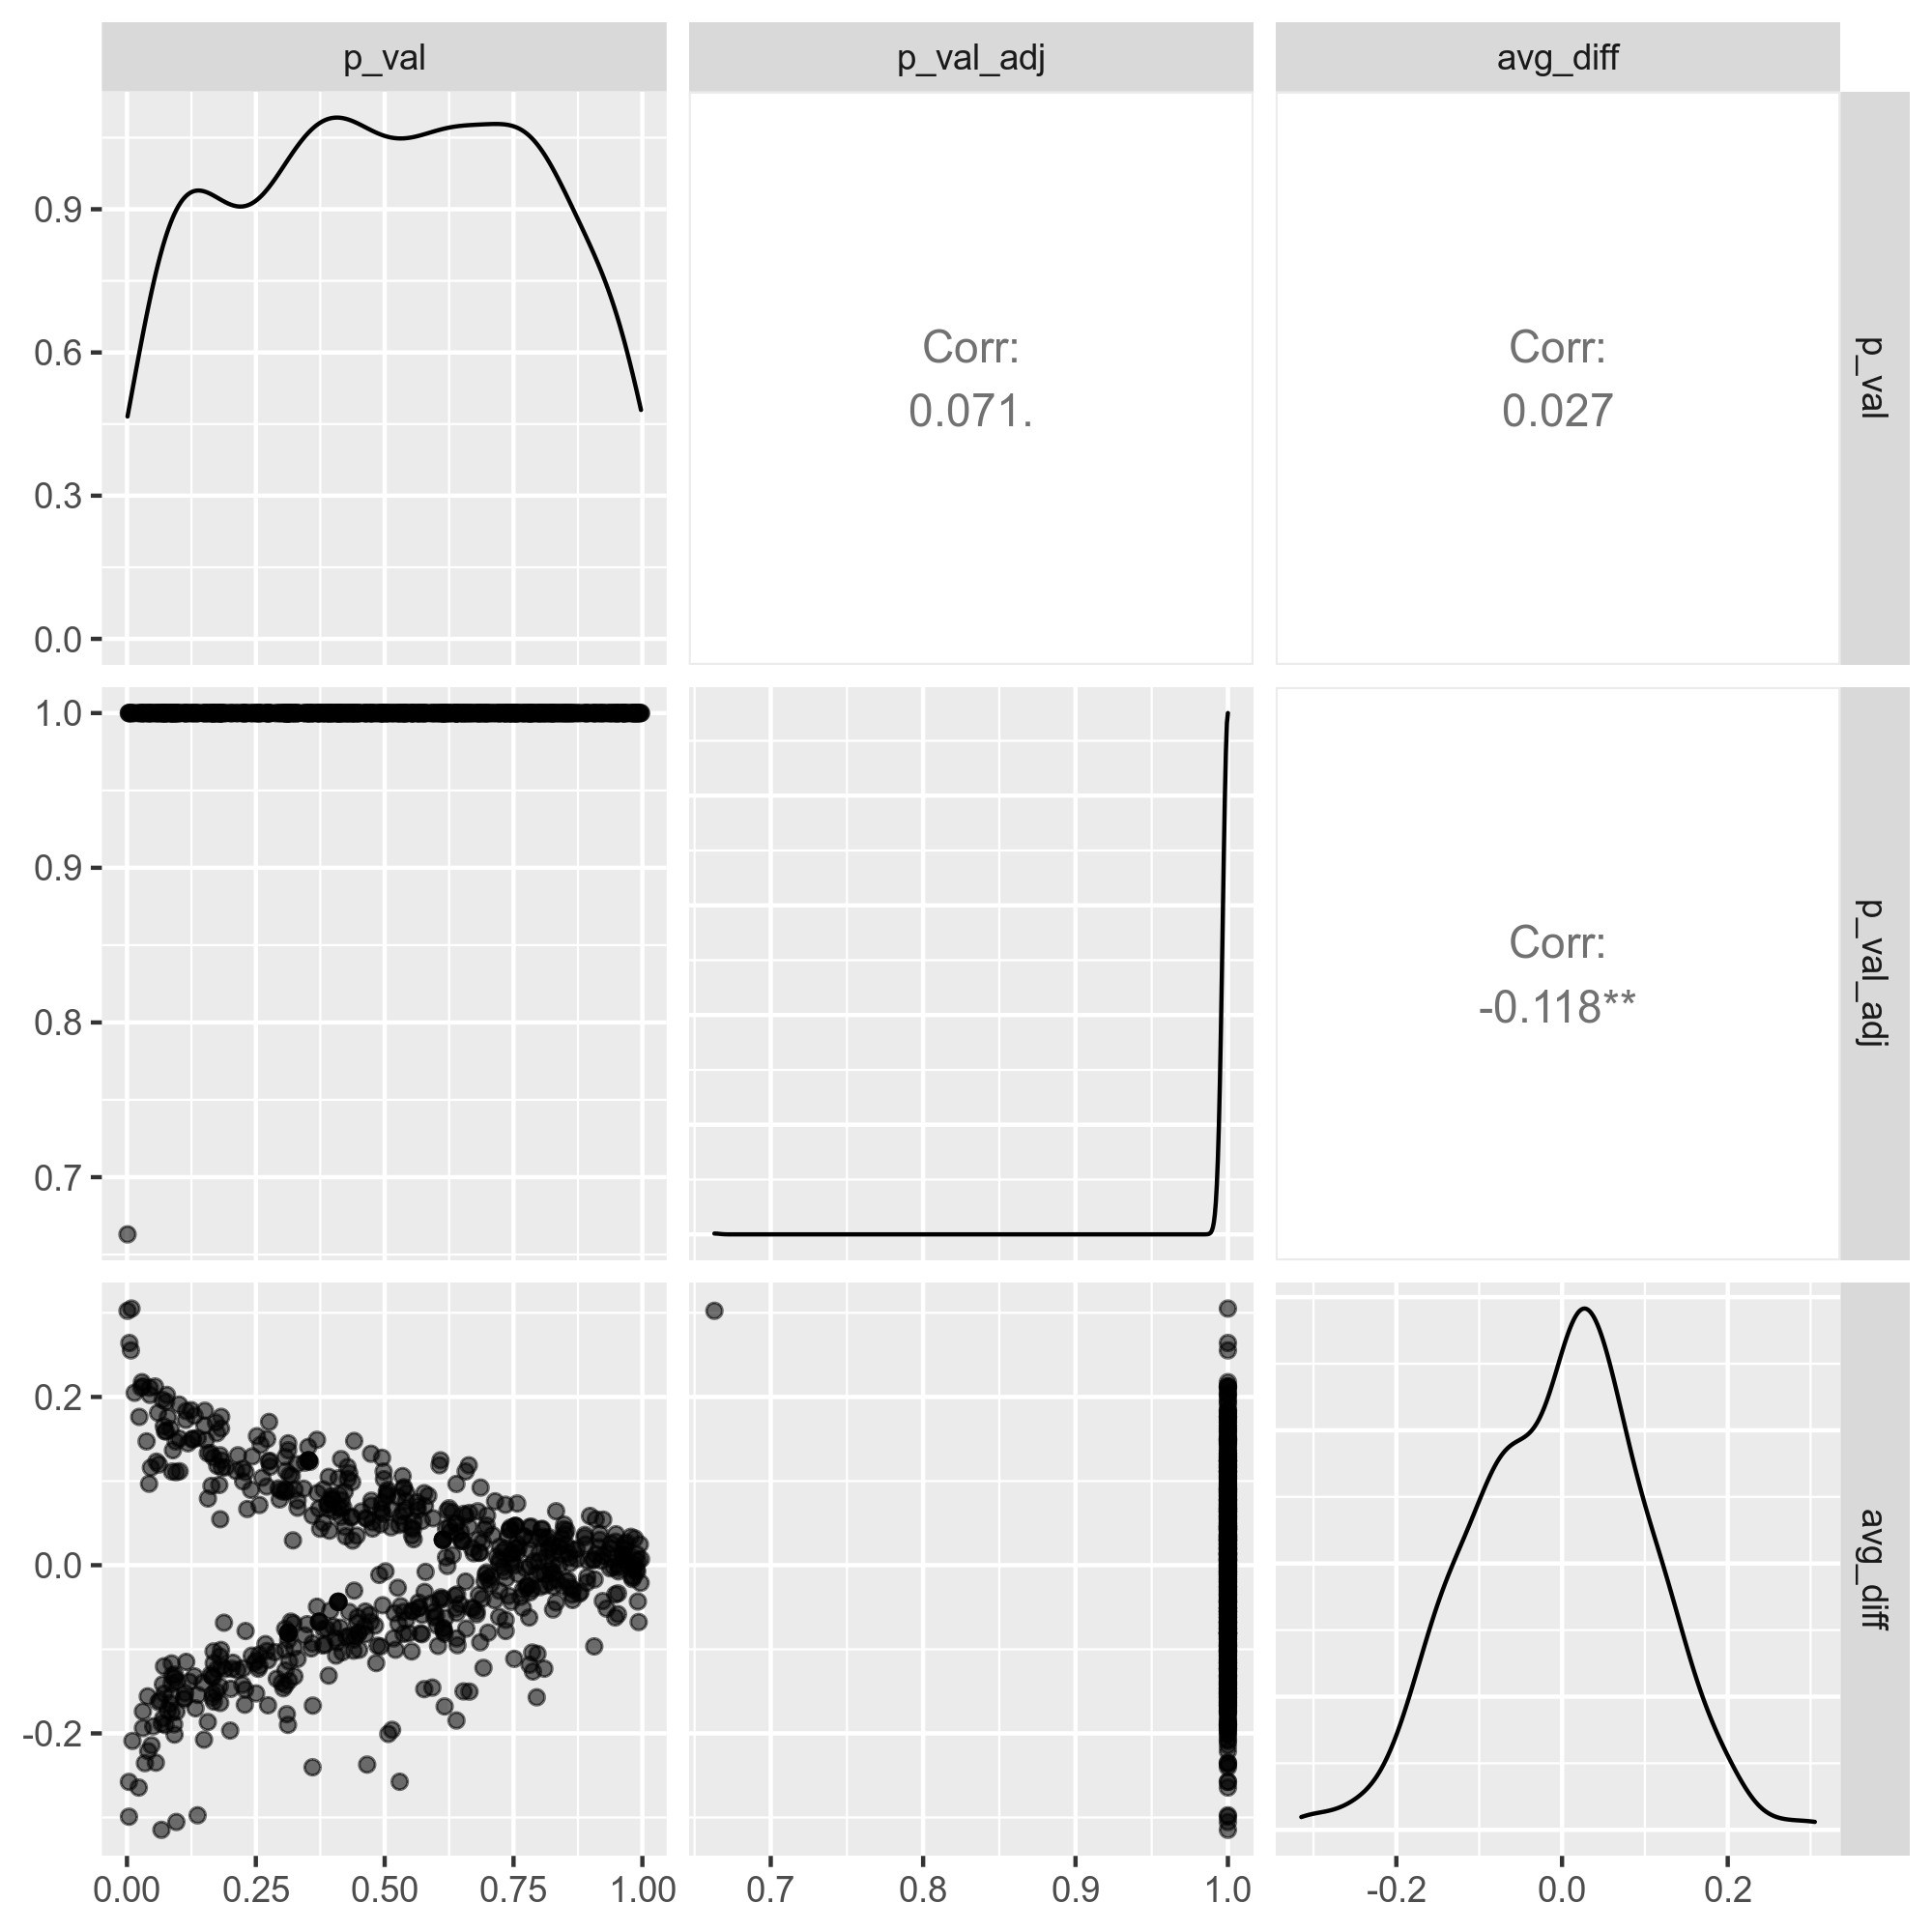 p_val p_val_adj avg_diff
0.9
0.6
0.3
0.0
Corr:
0.071.
Corr:
0.027
p_val
1.0
0.9
0.8
0.7
Corr:
-0.118**
p_val_adj
0.2
0.0
-0.2
avg_diff
0.00 0.25 0.50 0.75 1.00 0.7 0.8 0.9 1.0 -0.2 0.0 0.2